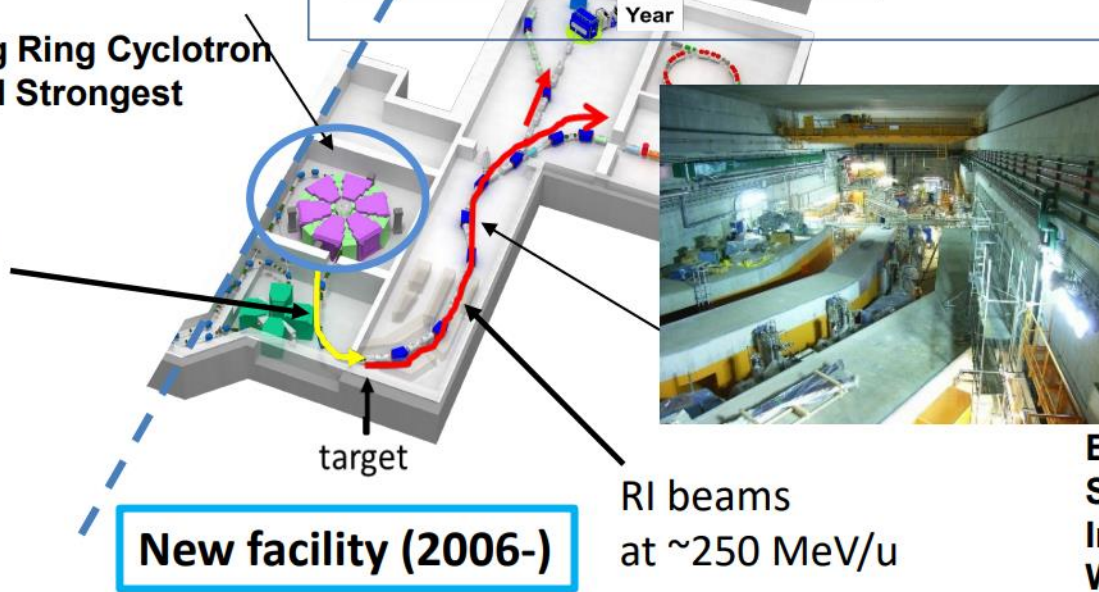 Year
g Ring Cyclotron
Strongest
target
RI beams
at ~250 MeV/u
New facility (2006-)